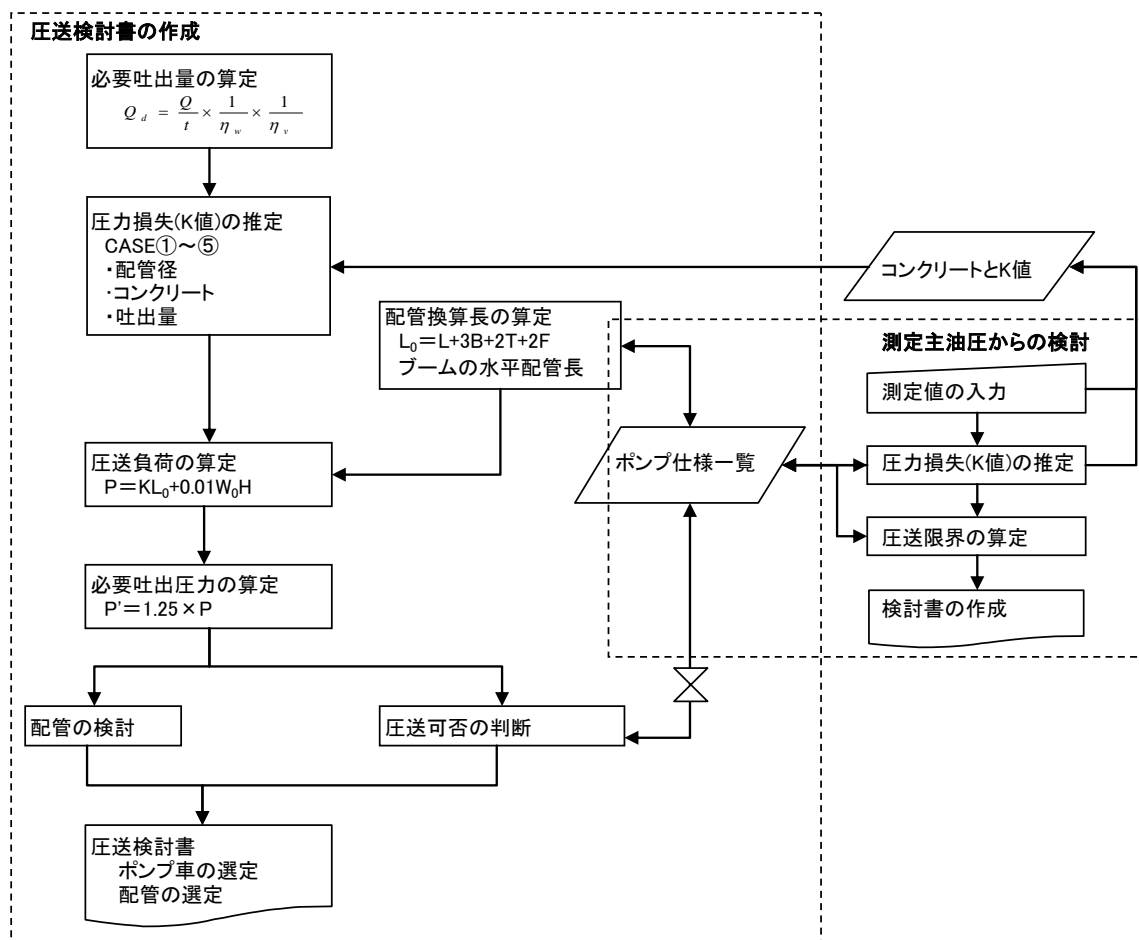 圧送検討書の作成
必要吐出量の算定
Q d = Q/t × 1/η w × 1/η v
圧力損失(K値)の推定
CASE①～⑤
・配管径
・コンクリート
・吐出量
コンクリートとK値
配管換算長の算定
L₀＝L+3B+2T+2F
ブームの水平配管長
測定主油圧からの検討
測定値の入力
圧送負荷の算定
P＝KL₀+0.01W₀H
ポンプ仕様一覧
圧力損失(K値)の推定
圧送限界の算定
必要吐出圧力の算定
P'＝1.25×P
検討書の作成
配管の検討
圧送可否の判断
圧送検討書
ポンプ車の選定
配管の選定